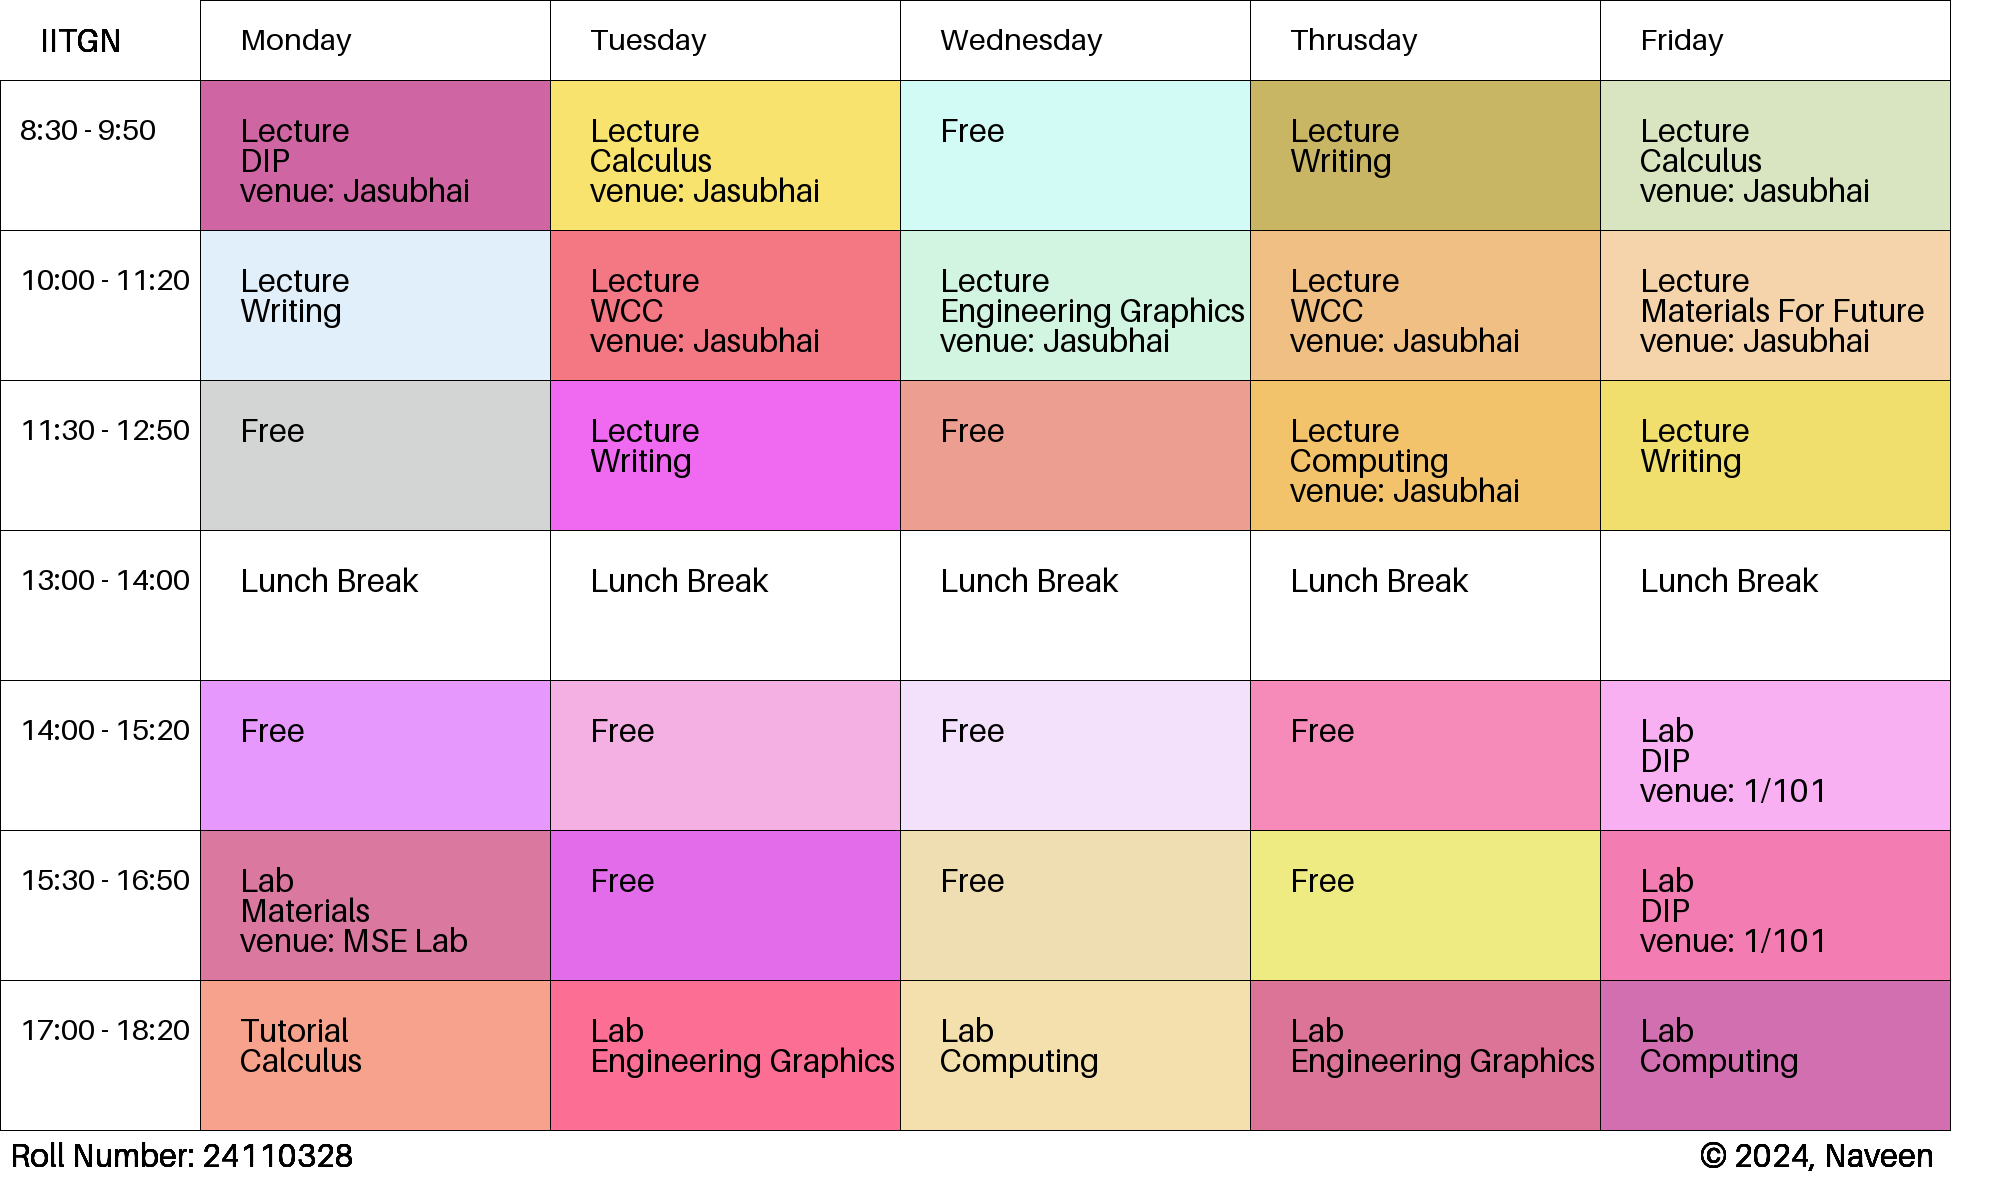 IITGN
Monday
Tuesday
Wednesday
Thrusday
Friday
8:30 - 9:50
Lecture
DIP
venue: Jasubhai
Lecture
Calculus
venue: Jasubhai
Free
Lecture
Writing
Lecture
Calculus
venue: Jasubhai
10:00 - 11:20
Lecture
Writing
Lecture
WCC
venue: Jasubhai
Lecture
Engineering Graphics
venue: Jasubhai
Lecture
WCC
venue: Jasubhai
Lecture
Materials For Future
venue: Jasubhai
11:30 - 12:50
Free
Lecture
Writing
Free
Lecture
Computing
venue: Jasubhai
Lecture
Writing
13:00 - 14:00
Lunch Break
Lunch Break
Lunch Break
Lunch Break
Lunch Break
14:00 - 15:20
Free
Free
Free
Free
Lab
DIP
venue: 1/101
15:30 - 16:50
Lab
Materials
venue: MSE Lab
Free
Free
Free
Lab
DIP
venue: 1/101
17:00 - 18:20
Tutorial
Calculus
Lab
Engineering Graphics
Lab
Computing
Lab
Engineering Graphics
Lab
Computing
Roll Number: 24110328
© 2024, Naveen